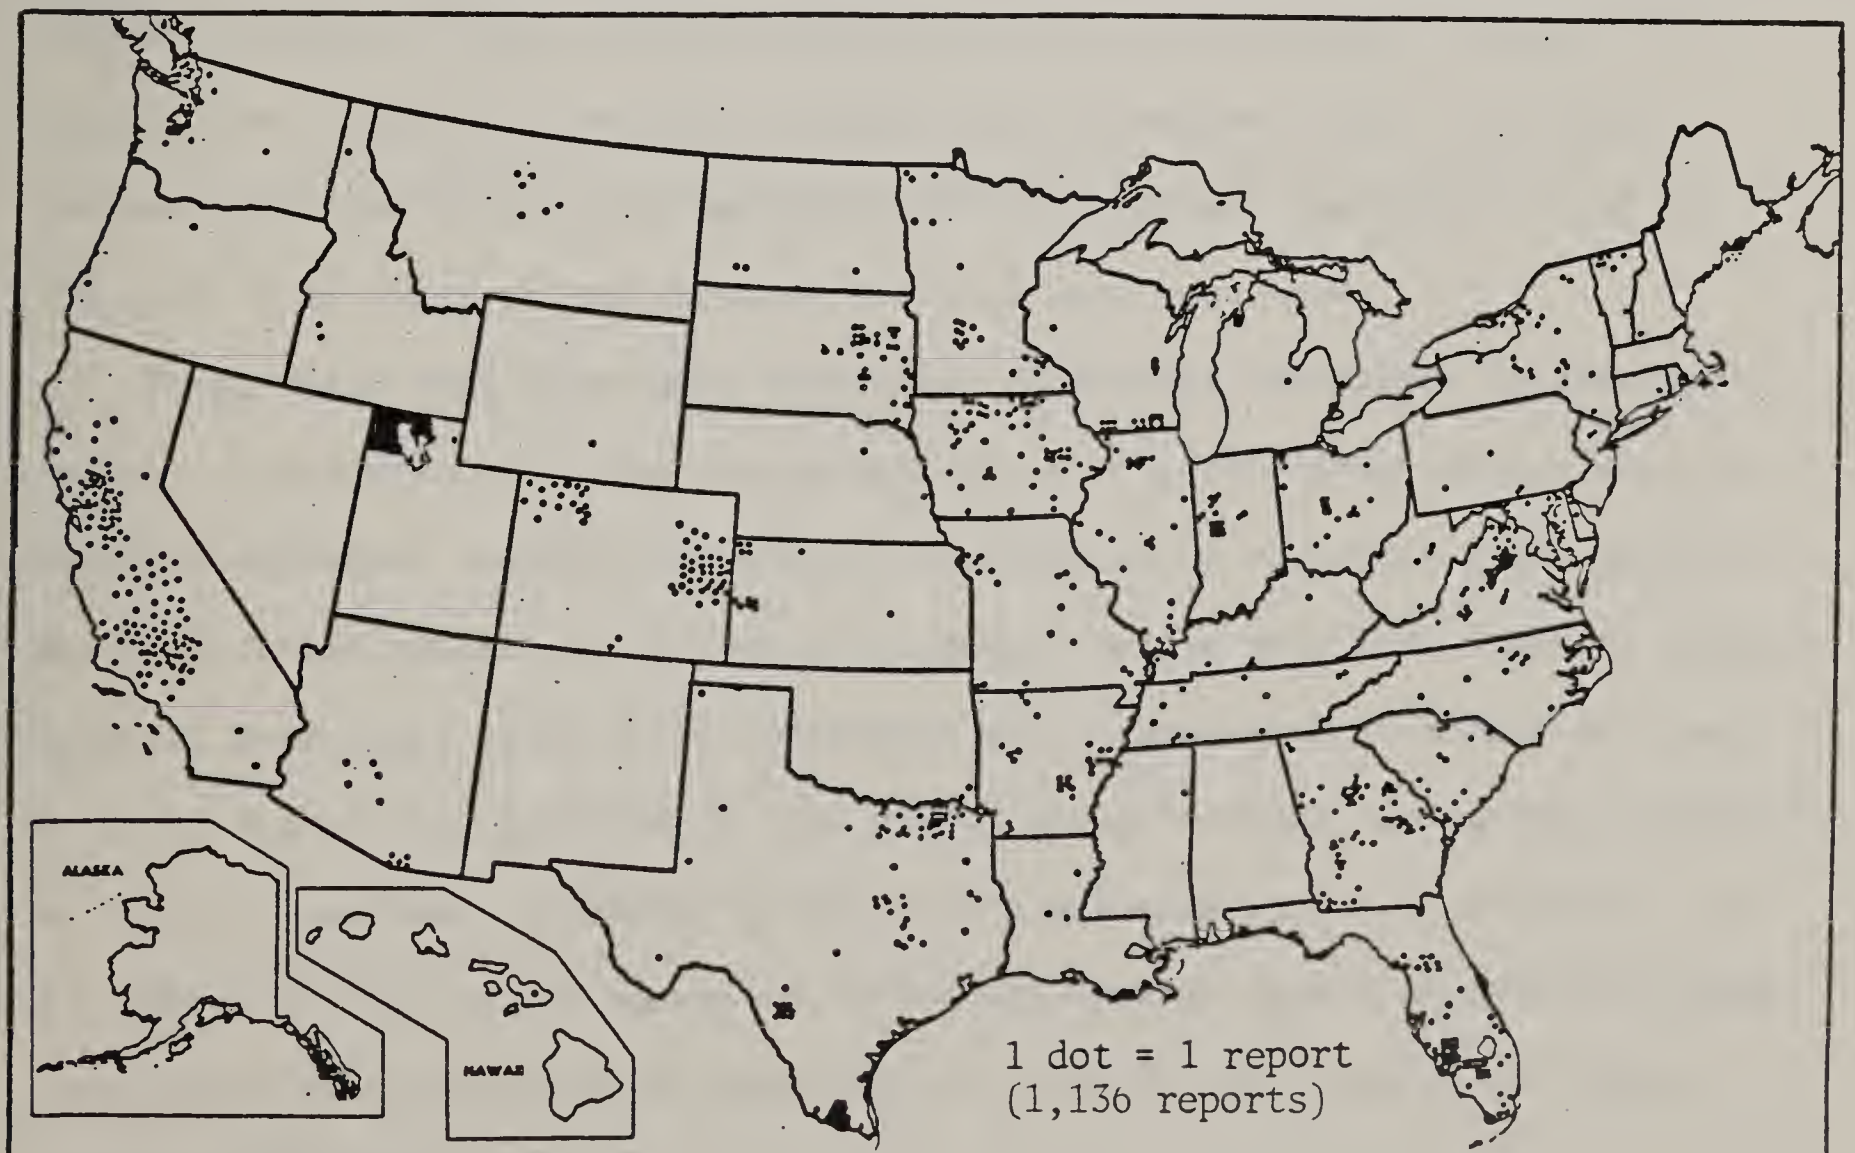 ALASKA
HAWAII
1 dot = 1 report
(1,136 reports)